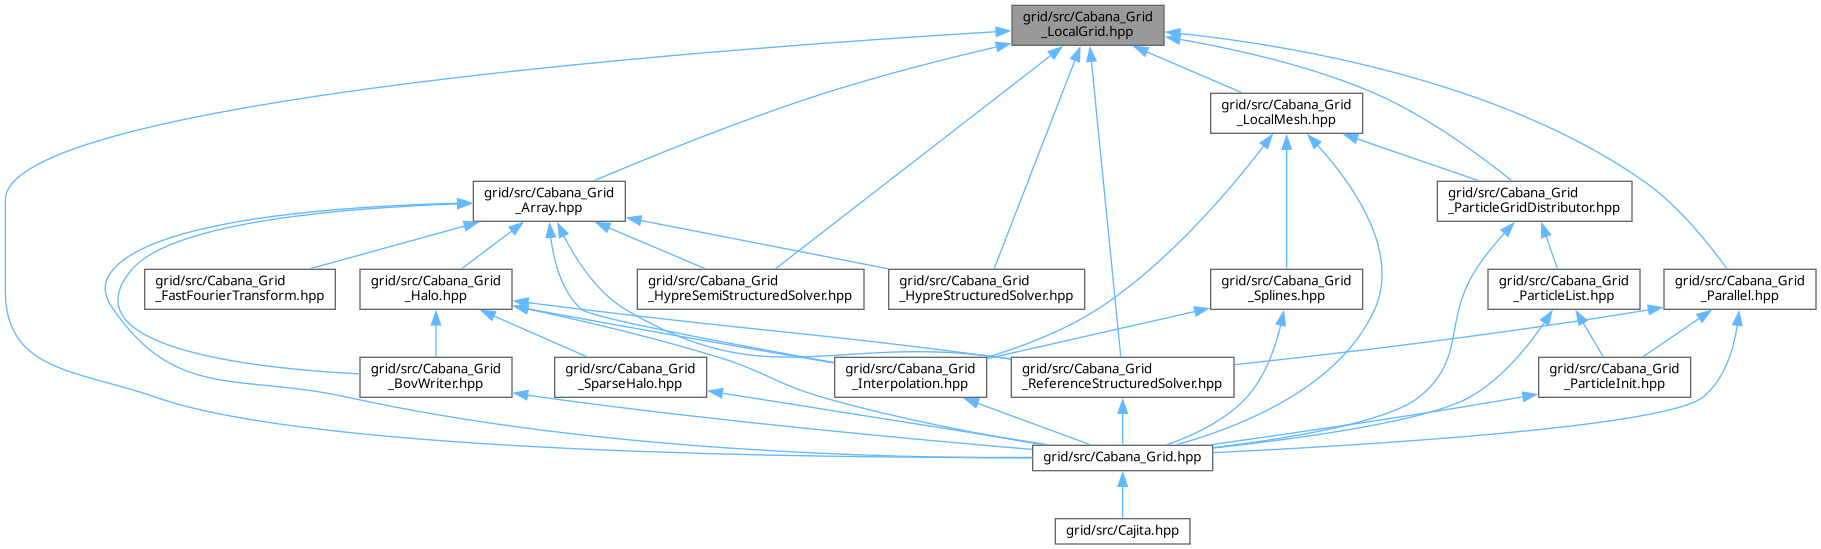 grid/src/Cabana_Grid
_LocalGrid.hpp
grid/src/Cabana_Grid
_LocalMesh.hpp
grid/src/Cabana_Grid
_Array.hpp
grid/src/Cabana_Grid
_ParticleGridDistributor.hpp
grid/src/Cabana_Grid
_FastFourierTransform.hpp
grid/src/Cabana_Grid
_Halo.hpp
grid/src/Cabana_Grid
_HypreSemiStructuredSolver.hpp
grid/src/Cabana_Grid
_HypreStructuredSolver.hpp
grid/src/Cabana_Grid
_Splines.hpp
grid/src/Cabana_Grid
_ParticleList.hpp
grid/src/Cabana_Grid
_Parallel.hpp
grid/src/Cabana_Grid
_BovWriter.hpp
grid/src/Cabana_Grid
_SparseHalo.hpp
grid/src/Cabana_Grid
_Interpolation.hpp
grid/src/Cabana_Grid
_ReferenceStructuredSolver.hpp
grid/src/Cabana_Grid
_ParticleInit.hpp
grid/src/Cabana_Grid.hpp
grid/src/Cajita.hpp